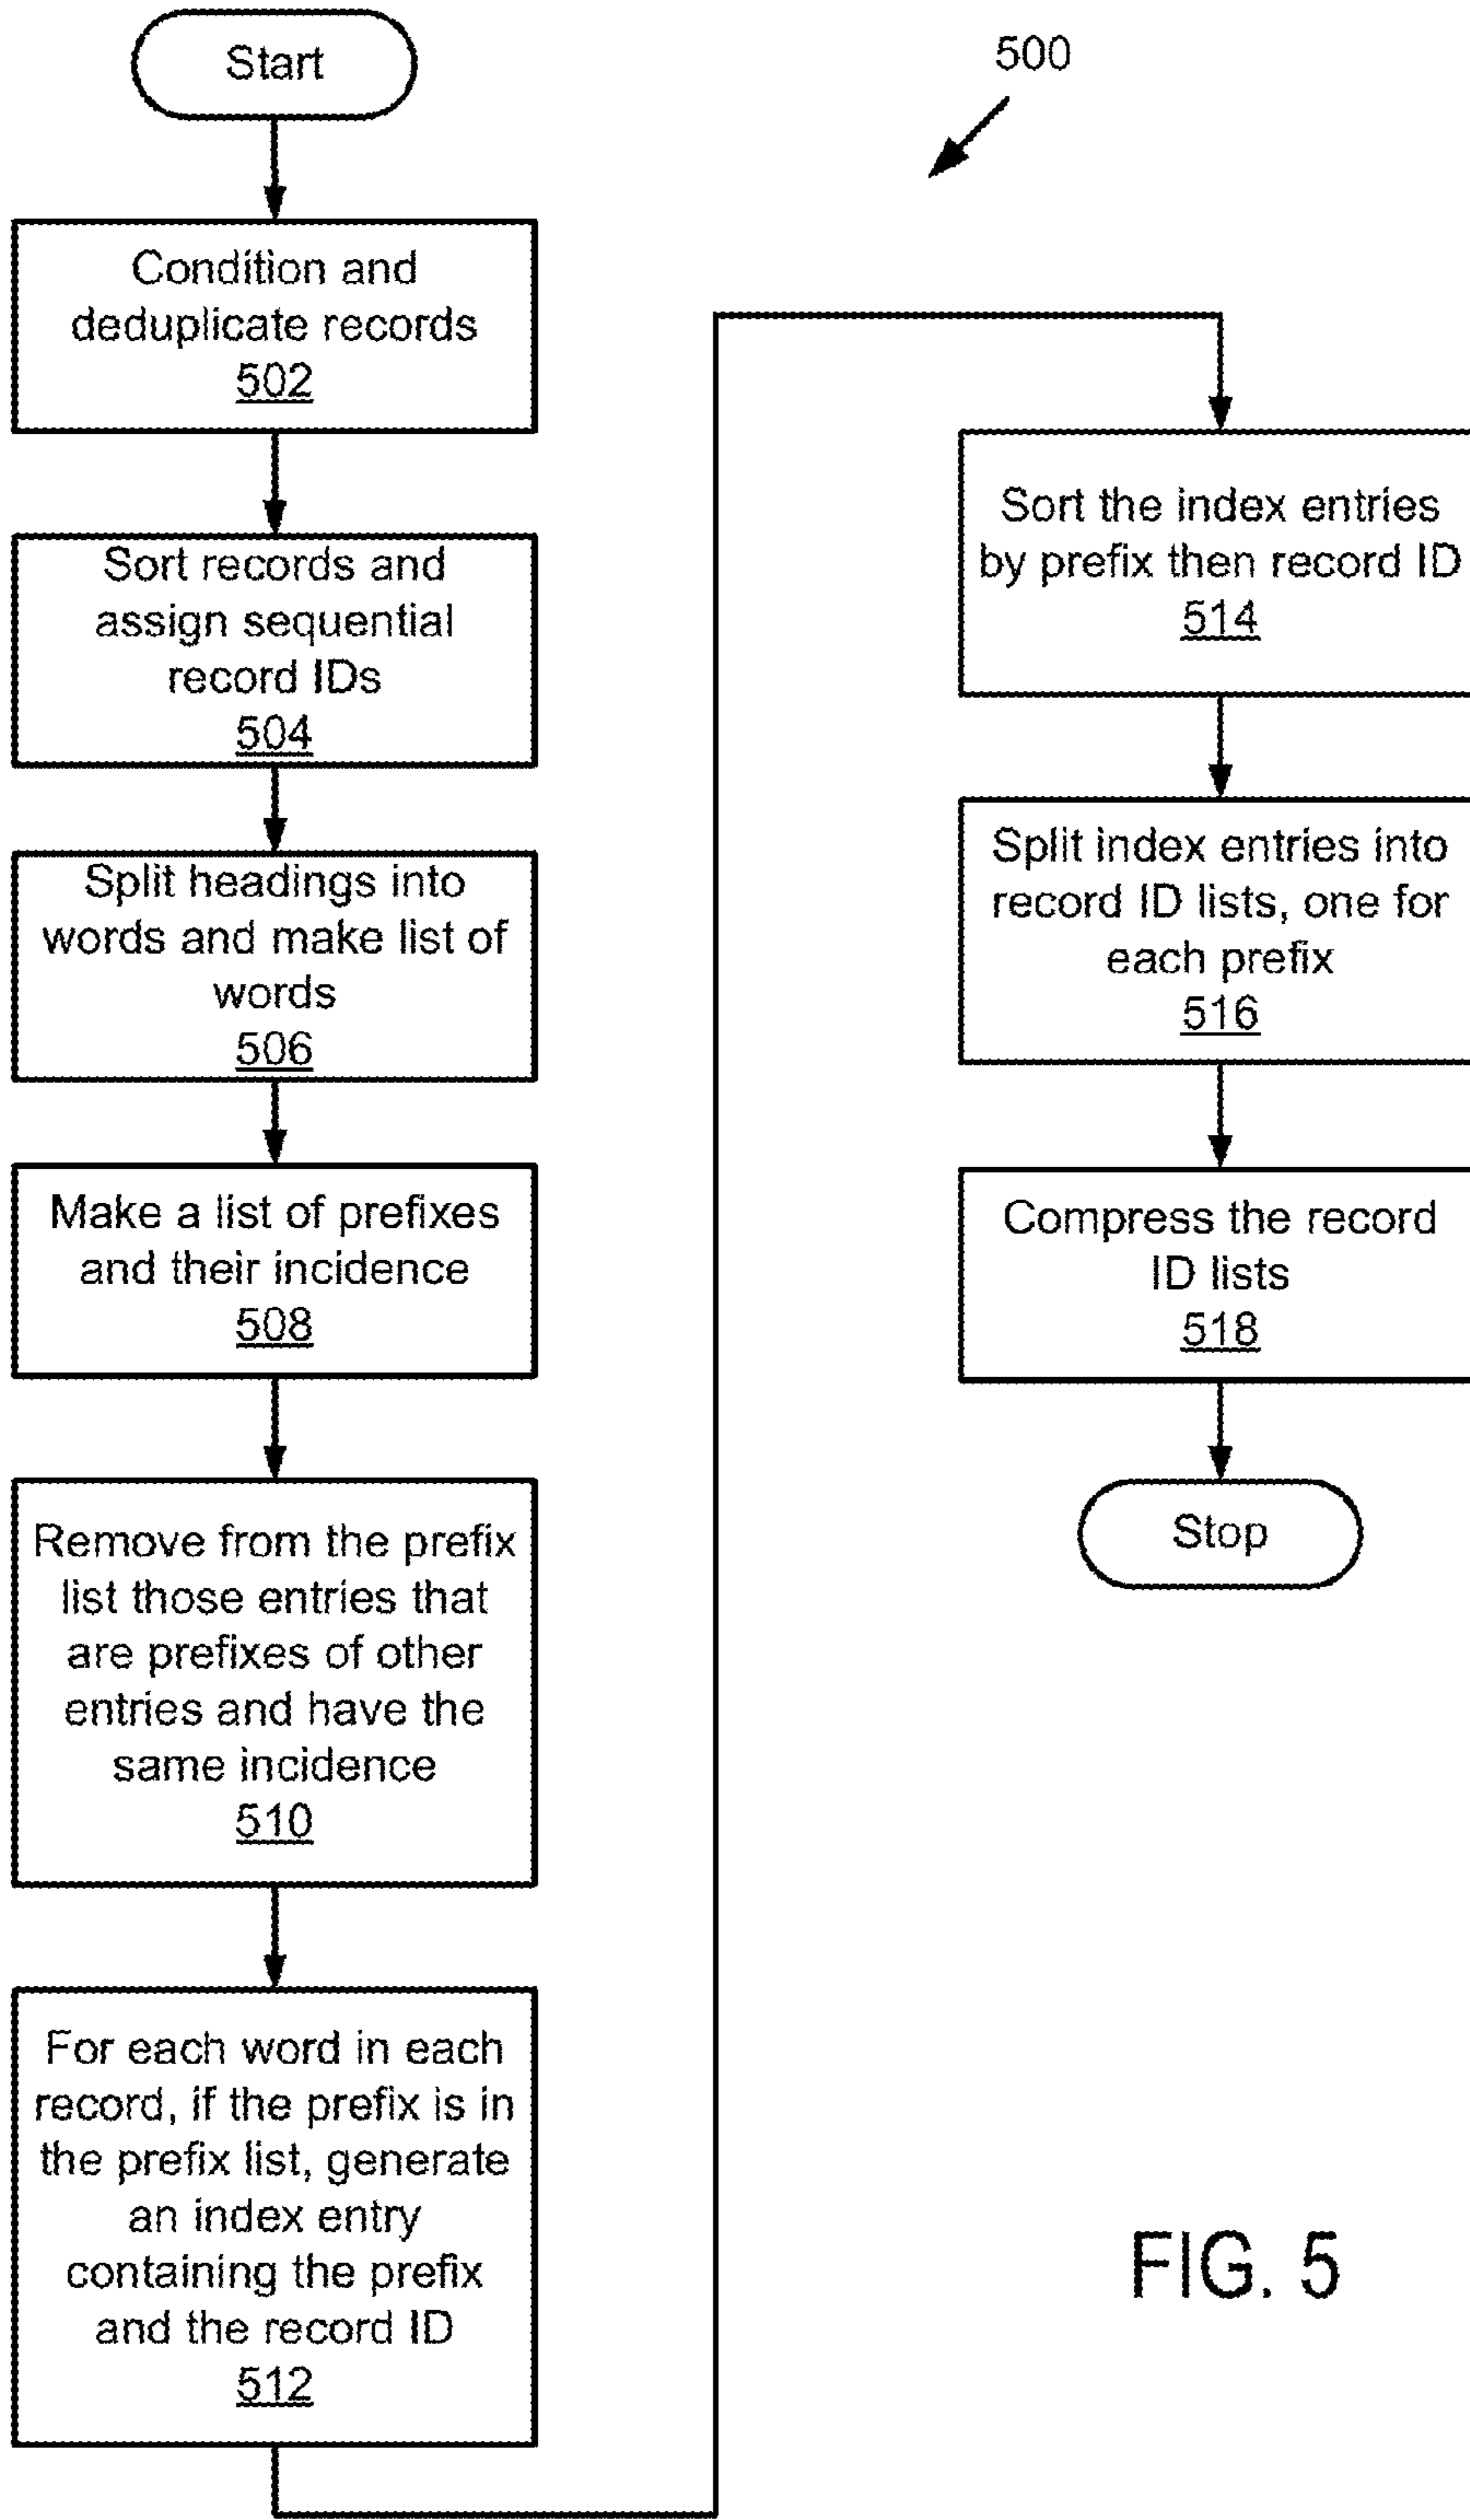 Start
500
Condition and
deduplicate records
502
Sort records and
assign sequential
record IDs
504
Split headings into
words and make list of
words
506
Make a list of prefixes
and their incidence
508
Remove from the prefix
list those entries that
are prefixes of other
entries and have the
same incidence
510
For each word in each
record, if the prefix is in
the prefix list, generate
an index entry
containing the prefix
and the record ID
512
Sort the index entries
by prefix then record ID
514
Split index entries into
record ID lists, one for
each prefix
516
Compress the record
ID lists
518
Stop
FIG. 5